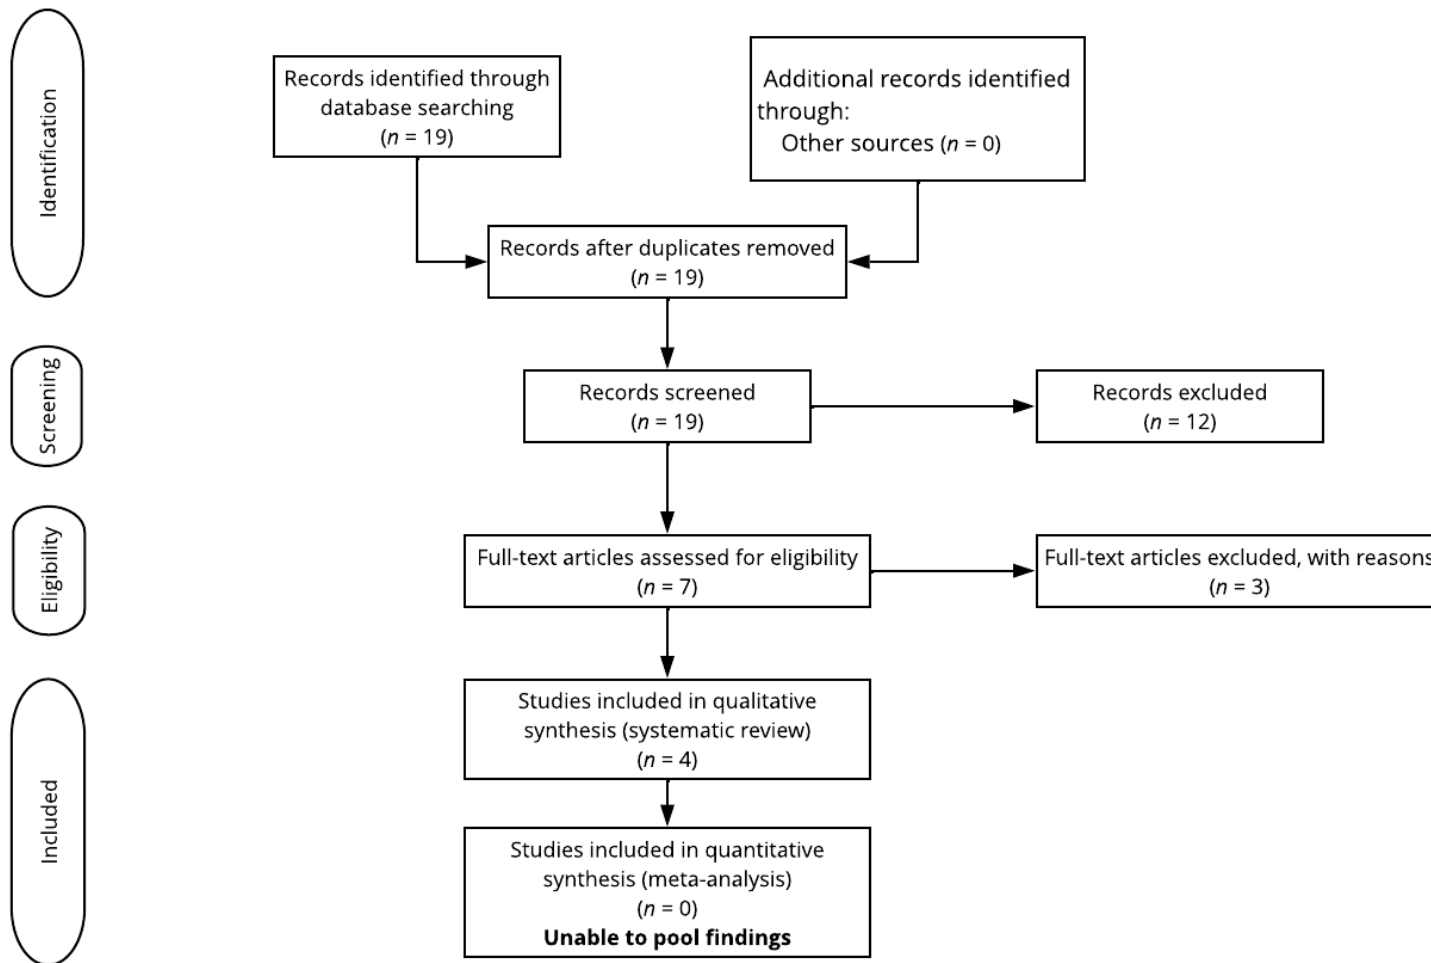 Identification
Records identified through
database searching
(n = 19)
Additional records identified
through:
Other sources (n = 0)
Records after duplicates removed
(n = 19)
Screening
Records screened
(n = 19)
Records excluded
(n = 12)
Eligibility
Full-text articles assessed for eligibility
(n = 7)
Full-text articles excluded, with reasons
(n = 3)
Included
Studies included in qualitative
synthesis (systematic review)
(n = 4)
Studies included in quantitative
synthesis (meta-analysis)
(n = 0)
Unable to pool findings